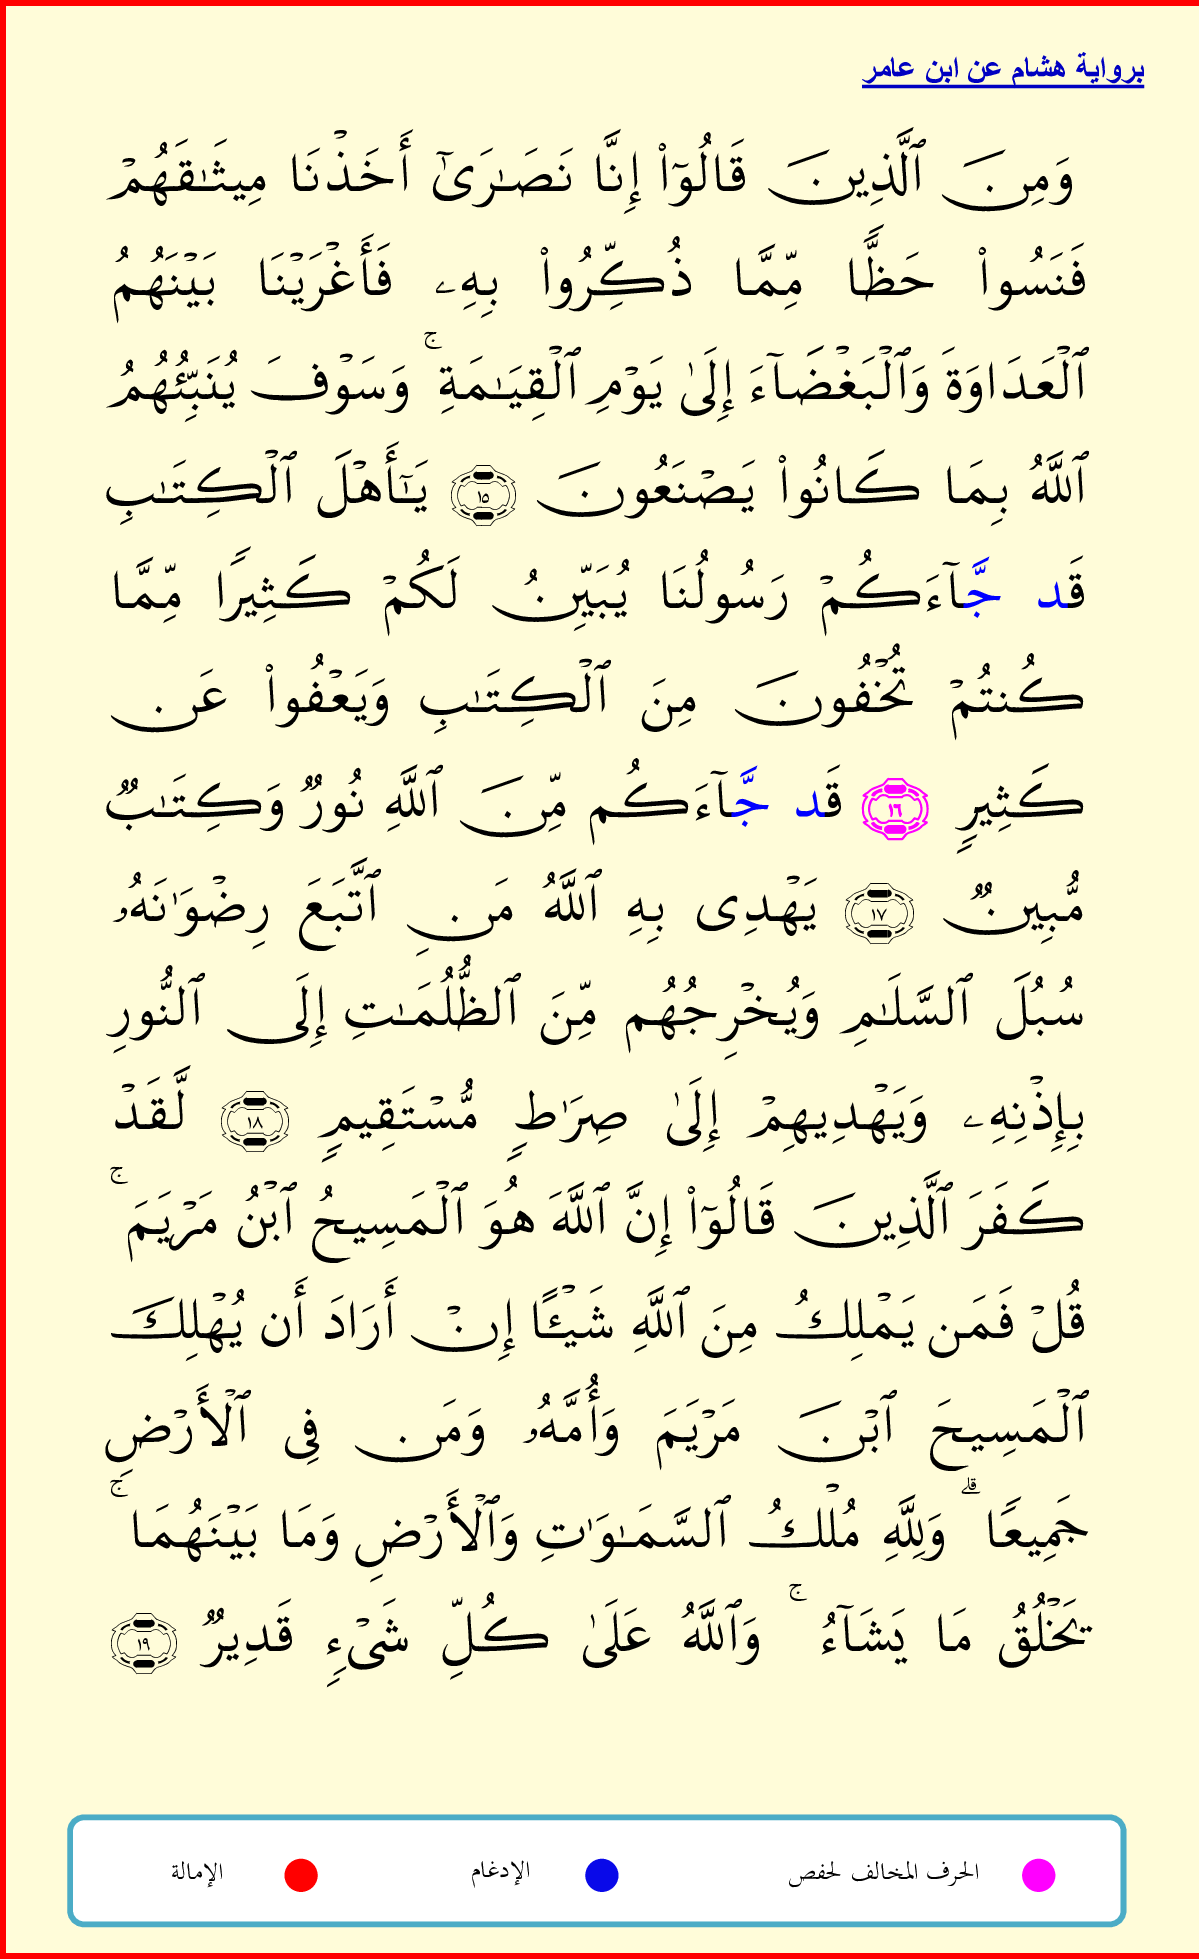 برواية هشام عن ابن عامر
وَمِنَ ٱلَّذِينَ قَالُوٓا۟ إِنَّا نَصَـٰرَىٰٓ أَخَذْنَا مِيثَـٰقَهُمْ
فَنَسُوا۟ حَظًّا مِّمَّا ذُكِّرُوا۟ بِهِۦ فَأَغْرَيْنَا بَيْنَهُمُ
ٱلْعَدَاوَةَ وَٱلْبَغْضَآءَ إِلَىٰ يَوْمِ ٱلْقِيَـٰمَةِ ۚ وَسَوْفَ يُنَبِّئُهُمُ
ٱللَّهُ بِمَا كَانُوا۟ يَصْنَعُونَ ١٥ يَـٰٓأَهْلَ ٱلْكِتَـٰبِ
قَد جَّآءَكُمْ رَسُولُنَا يُبَيِّنُ لَكُمْ كَثِيرًا مِّمَّا
كُنتُمْ تُخْفُونَ مِنَ ٱلْكِتَـٰبِ وَيَعْفُوا۟ عَن
كَثِيرٍ ١٦ قَد جَّآءَكُم مِّنَ ٱللَّهِ نُورٌ وَكِتَـٰبٌ
مُّبِينٌ ١٧ يَهْدِى بِهِ ٱللَّهُ مَنِ ٱتَّبَعَ رِضْوَٰنَهُۥ
سُبُلَ ٱلسَّلَـٰمِ وَيُخْرِجُهُم مِّنَ ٱلظُّلُمَـٰتِ إِلَى ٱلنُّورِ
بِإِذْنِهِۦ وَيَهْدِيهِمْ إِلَىٰ صِرَٰطٍ مُّسْتَقِيمٍ ١٨ لَّقَدْ
كَفَرَ ٱلَّذِينَ قَالُوٓا۟ إِنَّ ٱللَّهَ هُوَ ٱلْمَسِيحُ ٱبْنُ مَرْيَمَ ۚ
قُلْ فَمَن يَمْلِكُ مِنَ ٱللَّهِ شَيْـًٔا إِنْ أَرَادَ أَن يُهْلِكَ
ٱلْمَسِيحَ ٱبْنَ مَرْيَمَ وَأُمَّهُۥ وَمَن فِى ٱلْأَرْضِ
جَمِيعًا ۗ وَلِلَّهِ مُلْكُ ٱلسَّمَـٰوَٰتِ وَٱلْأَرْضِ وَمَا بَيْنَهُمَا ۚ
يَخْلُقُ مَا يَشَآءُ ۚ وَٱللَّهُ عَلَىٰ كُلِّ شَىْءٍ قَدِيرٌ ١٩
الحرف المخالف لحفص الإدغام الإمالة